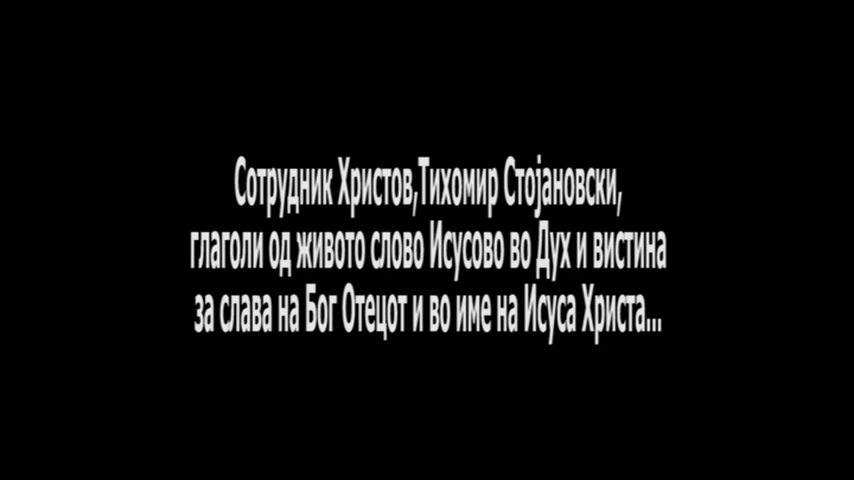 Сотрудник Христов,Тихомир Стојановски,
глаголи од живото слово Исусово во Дух и вистина
за слава на Бог Отецот и во име на Исуса Христа...